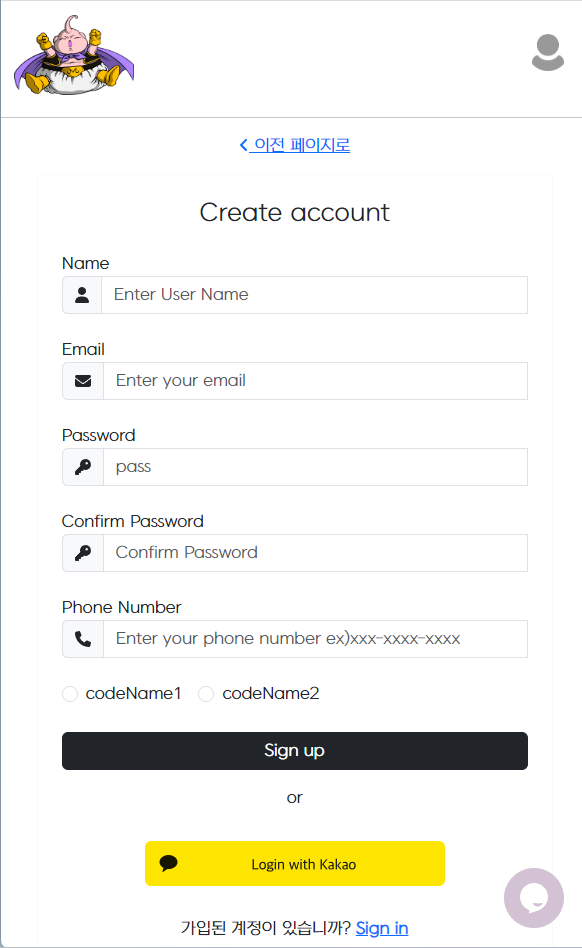 이전 페이지로
Create account
Name
Enter User Name
Email
Enter your email
Password
pass
Confirm Password
Confirm Password
Phone Number
Enter your phone number ex)xxx-xxxx-xxxx
codeName1 codeName2
Sign up
or
Login with Kakao
가입된 계정이 있습니까? Sign in